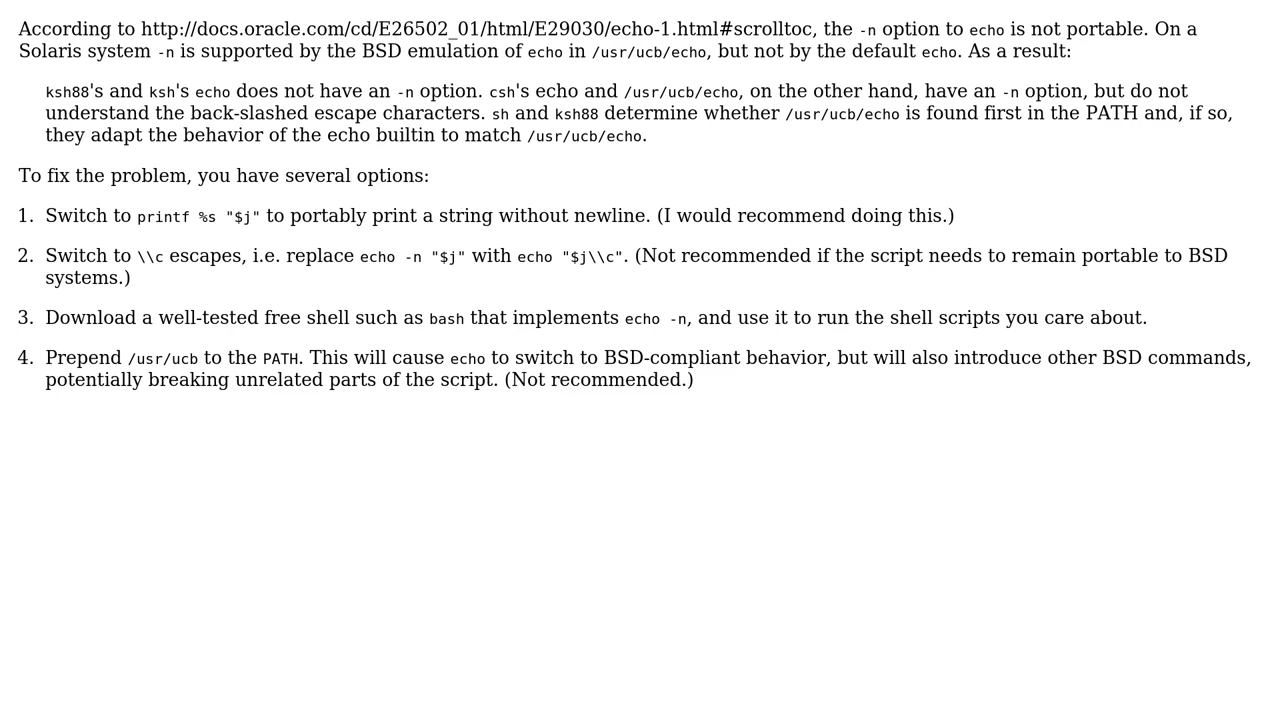 According to http://docs.oracle.com/cd/E26502_01/html/E29030/echo-1.html#scrolltoc, the -n option to echo is not portable. On a
Solaris system -n is supported by the BSD emulation of echo in /usr/ucb/echo, but not by the default echo. As a result:
ksh88's and ksh's echo does not have an -n option. csh's echo and /usr/ucb/echo, on the other hand, have an -n option, but do not
understand the back-slashed escape characters. sh and ksh88 determine whether /usr/ucb/echo is found first in the PATH and, if so,
they adapt the behavior of the echo builtin to match /usr/ucb/echo.
To fix the problem, you have several options:
1. Switch to printf %s "$j" to portably print a string without newline. (I would recommend doing this.)
2. Switch to \\c escapes, i.e. replace echo -n "$j" with echo "$j\\c". (Not recommended if the script needs to remain portable to BSD
systems.)
3. Download a well-tested free shell such as bash that implements echo -n, and use it to run the shell scripts you care about.
4. Prepend /usr/ucb to the PATH. This will cause echo to switch to BSD-compliant behavior, but will also introduce other BSD commands,
potentially breaking unrelated parts of the script. (Not recommended.)